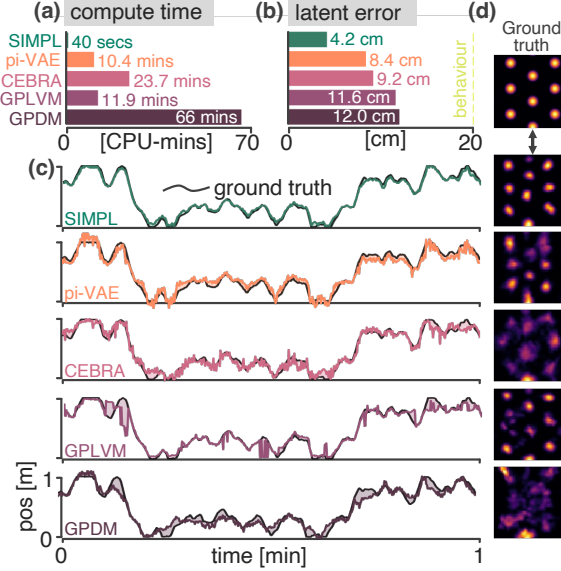 (a) compute time
SIMPL 40 secs
pi-VAE 10.4 mins
CEBRA 23.7 mins
GPLVM 11.9 mins
GPDM 66 mins
0 [CPU-mins] 70
(b) latent error
4.2 cm
8.4 cm
9.2 cm
11.6 cm
12.0 cm
0 [cm] 20
behaviour
(d)
Ground
truth
(c)
ground truth
SIMPL
pi-VAE
CEBRA
GPLVM
GPDM
pos [m]
1
0
0 time [min] 1